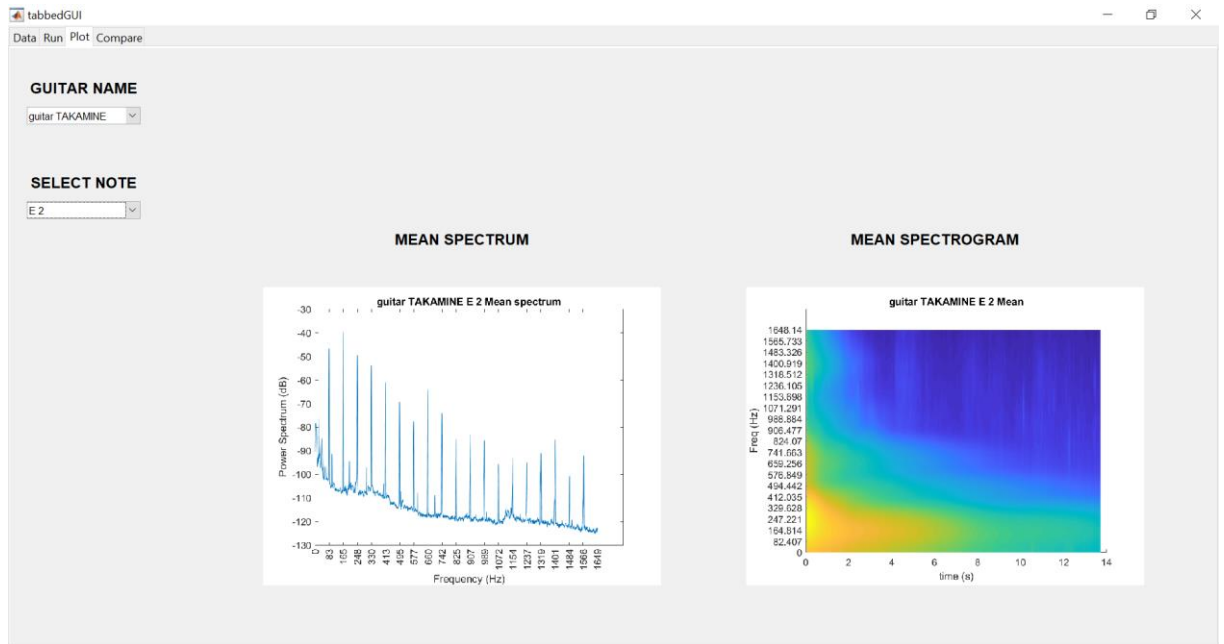 tabbedGUI
Data Run Plot Compare
GUITAR NAME
guitar TAKAMINE
SELECT NOTE
E 2
MEAN SPECTRUM
guitar TAKAMINE E 2 Mean spectrum
-30
-40
-50
-60
-70
-80
-90
-100
-110
-120
-130
Power Spectrum (dB)
0 83 165 248 330 413 495 577 660 742 825 907 989 1072 1154 1237 1319 1401 1484 1566 1649
Frequency (Hz)
MEAN SPECTROGRAM
guitar TAKAMINE E 2 Mean
1648.14
1565.733
1483.326
1400.919
1318.512
1236.105
1153.698
1071.291
988.884
906.477
824.07
741.663
659.256
576.849
494.442
412.035
329.628
247.221
164.814
82.407
0
Freq (Hz)
0 2 4 6 8 10 12 14
time (s)